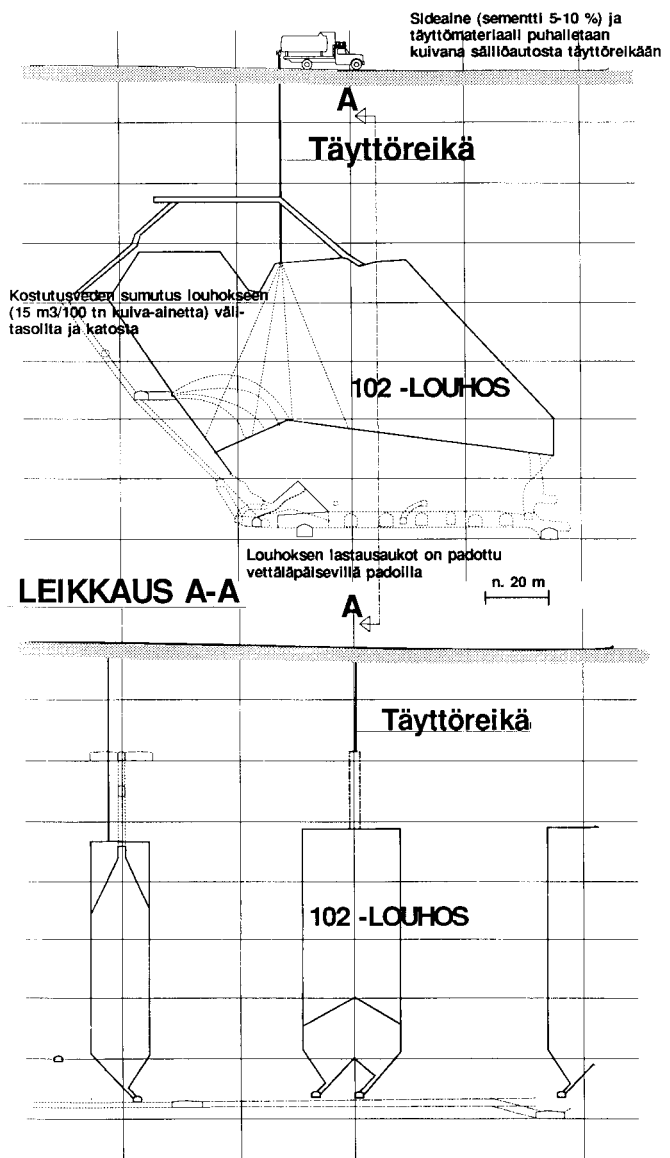 Sideaine (sementti 5-10 %) ja
täyttömateriaali puhalletaan
kuivana säiliöautosta täyttöreikään
A
Täyttöreikä
Kostutusveden sumutus louhokseen
(15 m3/100 tn kuiva-ainetta) väli-
tasoilta ja katosta
102 -LOUHOS
Louhoksen lastausaukot on padottu
vettäläpäisevillä padoilla
LEIKKAUS A-A
A
n. 20 m
Täyttöreikä
102 -LOUHOS